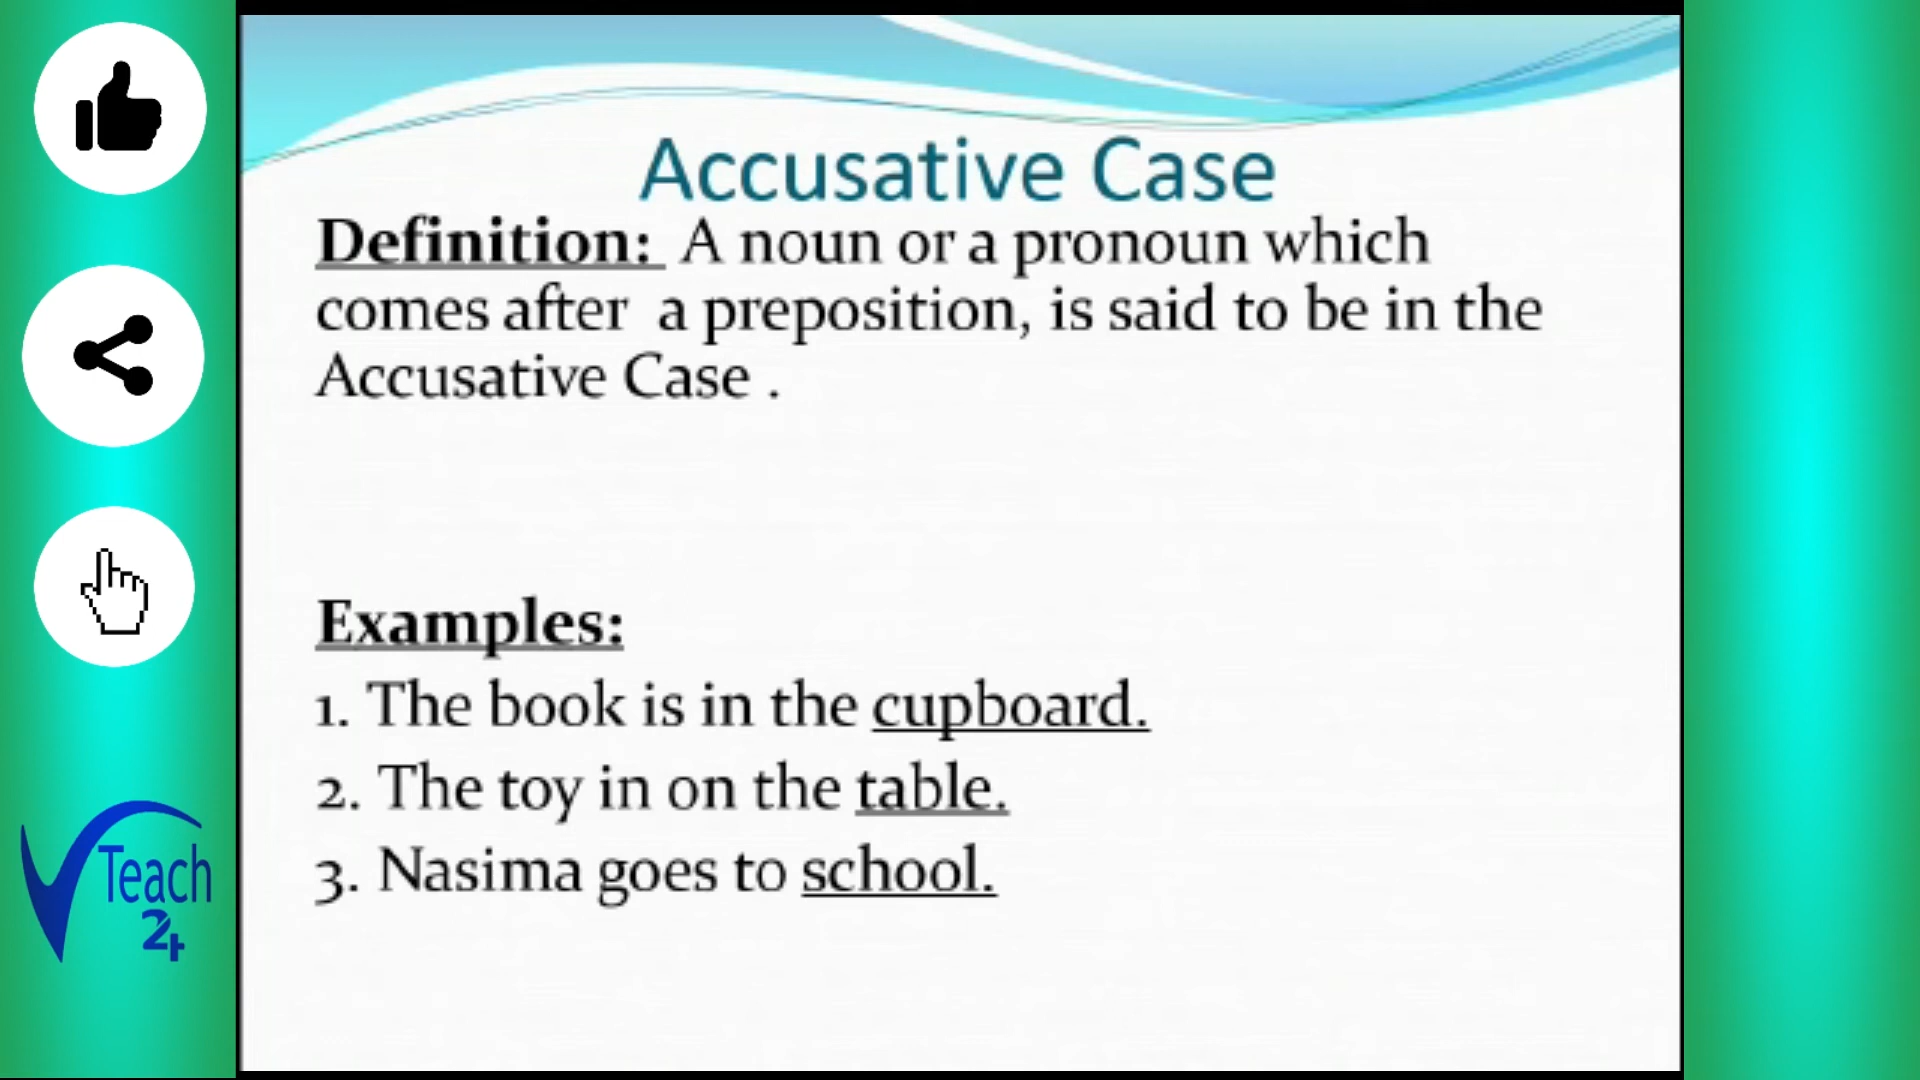 Accusative Case
Definition: A noun or a pronoun which
comes after a preposition, is said to be in the
Accusative Case .
Examples:
1. The book is in the cupboard.
2. The toy in on the table.
3. Nasima goes to school.
Teach
24